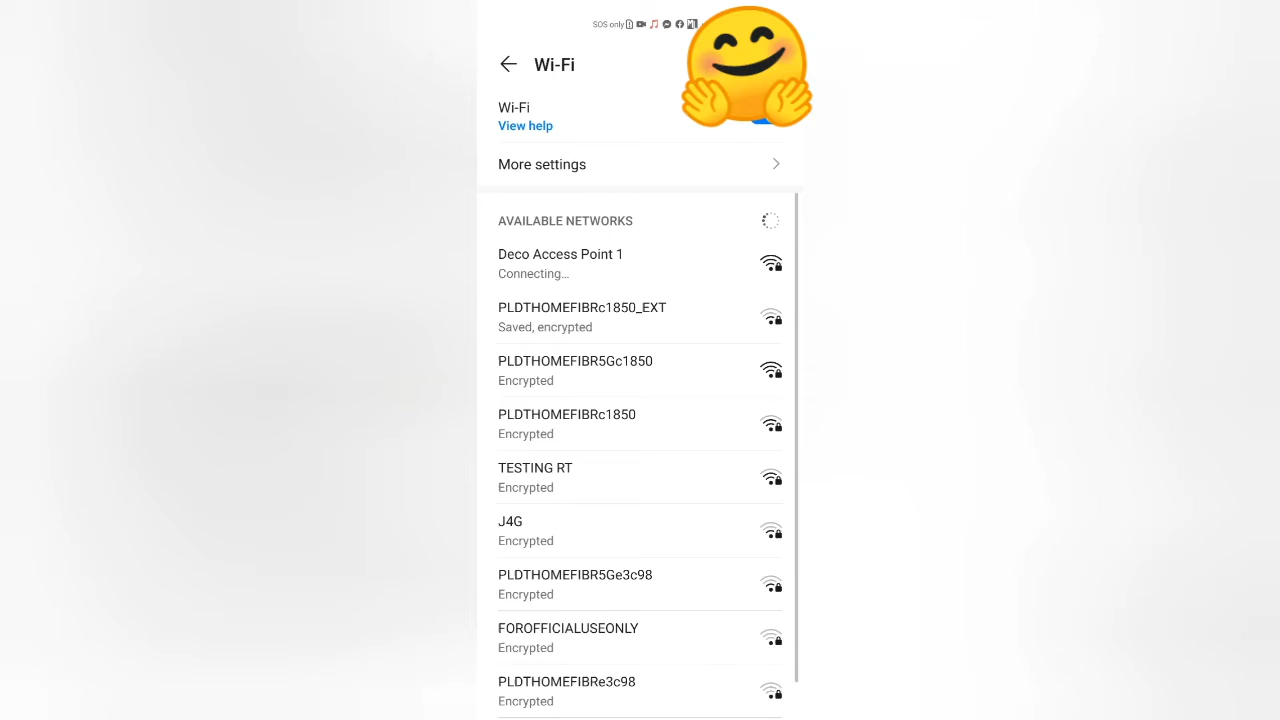 SOS only
Wi-Fi
Wi-Fi
View help
More settings
AVAILABLE NETWORKS
Deco Access Point 1
Connecting...
PLDTHOMEFIBRc1850_EXT
Saved, encrypted
PLDTHOMEFIBR5Gc1850
Encrypted
PLDTHOMEFIBRc1850
Encrypted
TESTING RT
Encrypted
J4G
Encrypted
PLDTHOMEFIBR5Ge3c98
Encrypted
FOROFFICIALUSEONLY
Encrypted
PLDTHOMEFIBRe3c98
Encrypted